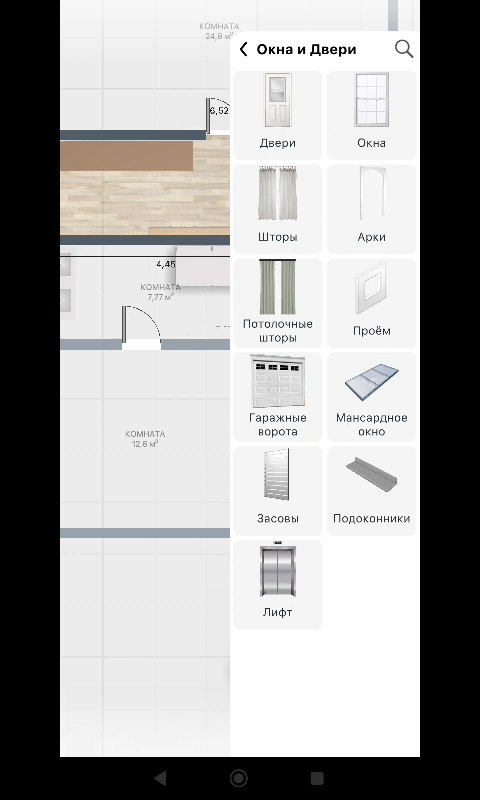 КОМНАТА
24,9 м²
Окна и Двери
6,52
Двери
Окна
Шторы
Арки
4,45
КОМНАТА
7,77 м²
Потолочные
шторы
Проём
Гаражные
ворота
Мансардное
окно
КОМНАТА
12,6 м²
Засовы
Подоконники
Лифт